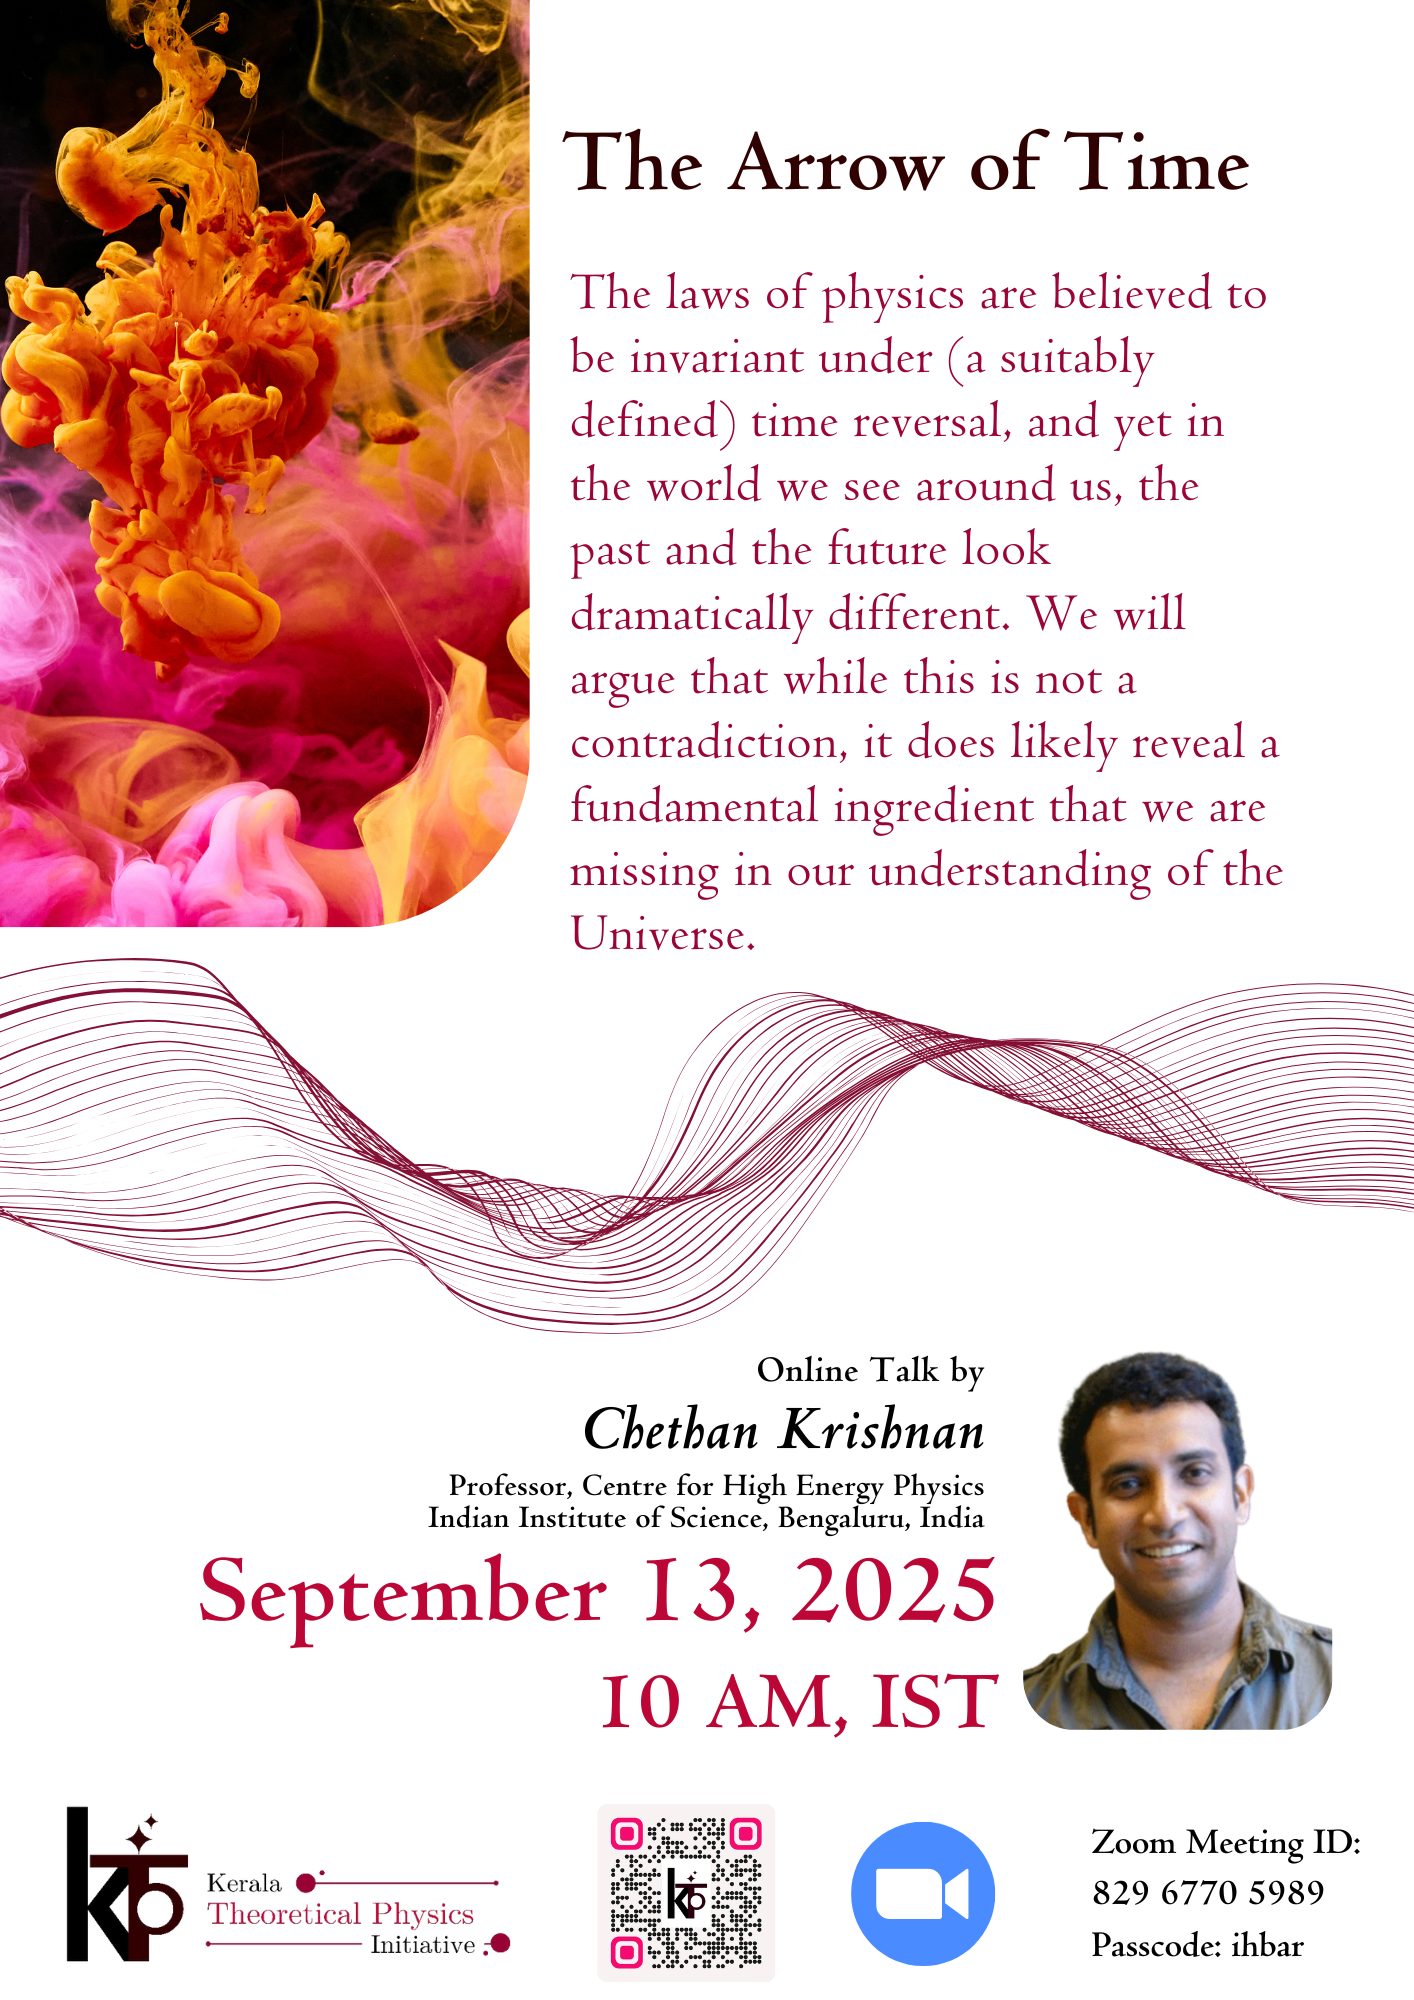 The Arrow of Time
The laws of physics are believed to
be invariant under (a suitably
defined) time reversal, and yet in
the world we see around us, the
past and the future look
dramatically different. We will
argue that while this is not a
contradiction, it does likely reveal a
fundamental ingredient that we are
missing in our understanding of the
Universe.
Online Talk by
Chethan Krishnan
Professor, Centre for High Energy Physics
Indian Institute of Science, Bengaluru, India
September 13, 2025
10 AM, IST
kTp
Kerala
Theoretical Physics
Initiative
kTp
Zoom Meeting ID:
829 6770 5989
Passcode: ihbar